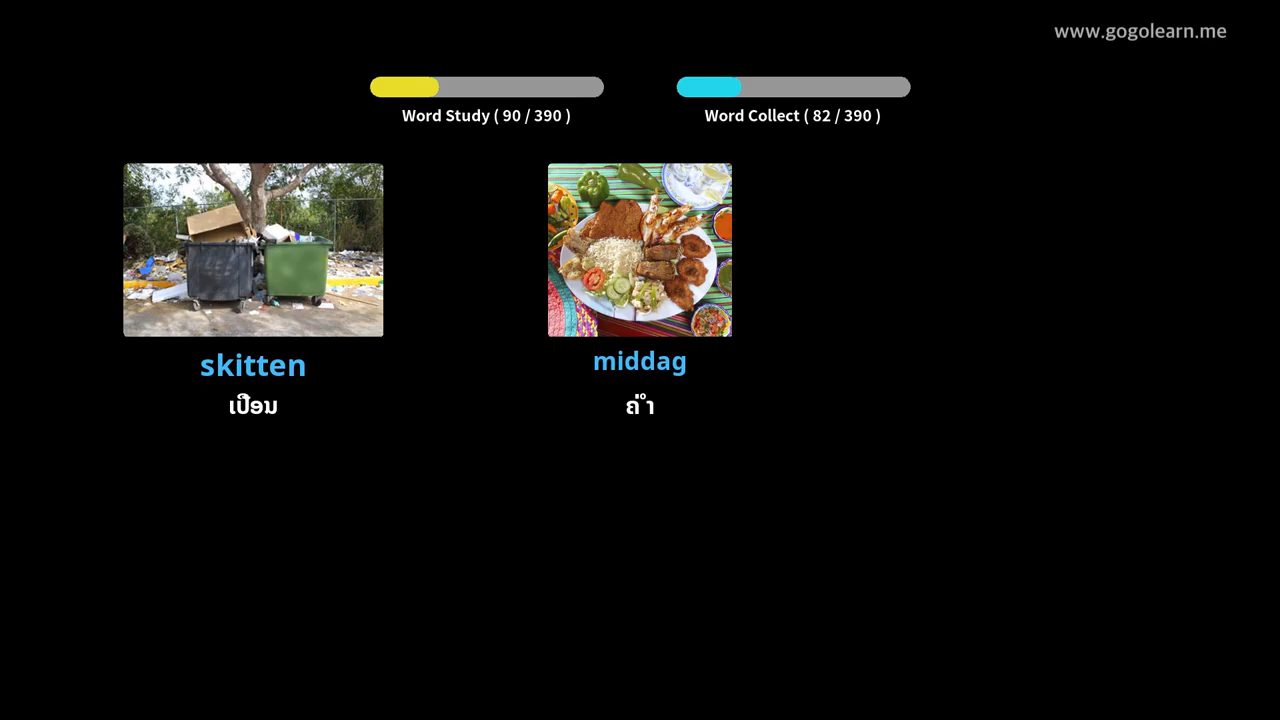 www.gogolearn.me
Word Study ( 90 / 390 )
Word Collect ( 82 / 390 )
skitten
ເປື້ອນ
middag
ຄ່ໍາ